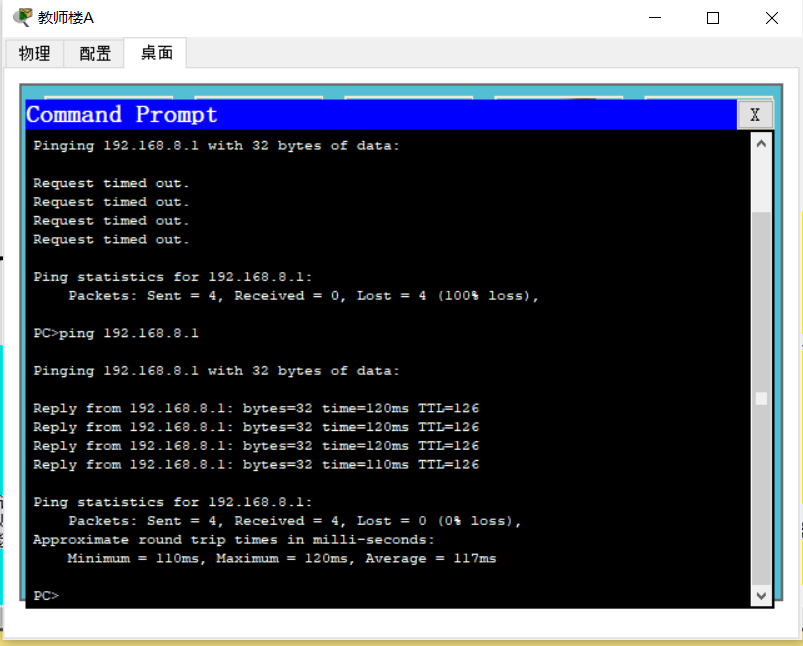 教师楼A
物理 配置 桌面
Command Prompt X
Pinging 192.168.8.1 with 32 bytes of data:
Request timed out.
Request timed out.
Request timed out.
Request timed out.
Ping statistics for 192.168.8.1:
Packets: Sent = 4, Received = 0, Lost = 4 (100% loss),
PC>ping 192.168.8.1
Pinging 192.168.8.1 with 32 bytes of data:
Reply from 192.168.8.1: bytes=32 time=120ms TTL=126
Reply from 192.168.8.1: bytes=32 time=120ms TTL=126
Reply from 192.168.8.1: bytes=32 time=120ms TTL=126
Reply from 192.168.8.1: bytes=32 time=110ms TTL=126
Ping statistics for 192.168.8.1:
Packets: Sent = 4, Received = 4, Lost = 0 (0% loss),
Approximate round trip times in milli-seconds:
Minimum = 110ms, Maximum = 120ms, Average = 117ms
PC>